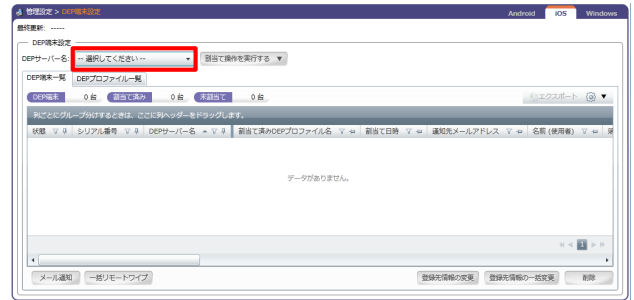 管理設定 > DEP端末設定 Android iOS Windows
最終更新: -----
DEP端末設定
DEPサーバー名: -- 選択してください -- 割当て操作を実行する ▼
DEP端末一覧 DEPプロファイル一覧
DEP端末 0 台 割当て済み 0 台 未割当て 0 台 エクスポート ▼
列ごとにグループ分けするときは、ここに列ヘッダーをドラッグします。
状態 シリアル番号 DEPサーバー名 割当て済みDEPプロファイル名 割当て日時 通知先メールアドレス 名前 (使用者)
データがありません。
1
メール通知 一括リモートワイプ 登録先情報の変更 登録先情報の一括変更 削除